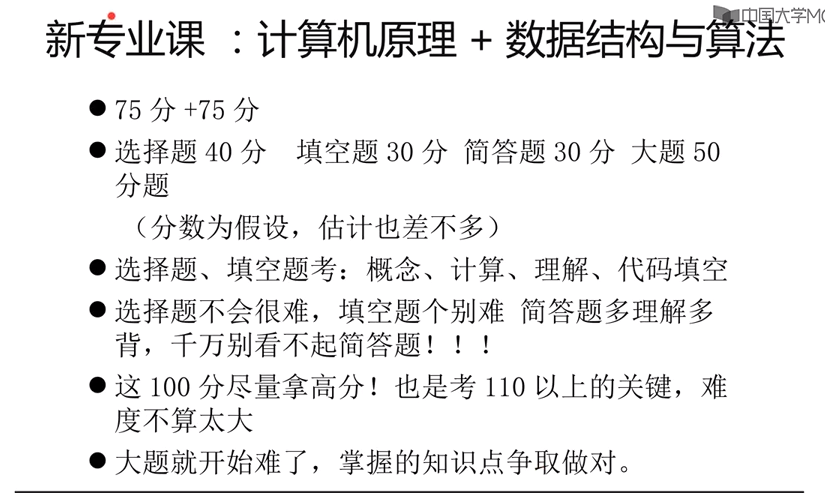 中国大学MO
新专业课 ：计算机原理 + 数据结构与算法
● 75 分 +75 分
● 选择题 40 分 填空题 30 分 简答题 30 分 大题 50
分题
（分数为假设，估计也差不多）
● 选择题、填空题考：概念、计算、理解、代码填空
● 选择题不会很难，填空题个别难 简答题多理解多
背，千万别看不起简答题！！！
● 这 100 分尽量拿高分！也是考 110 以上的关键，难
度不算太大
● 大题就开始难了，掌握的知识点争取做对。